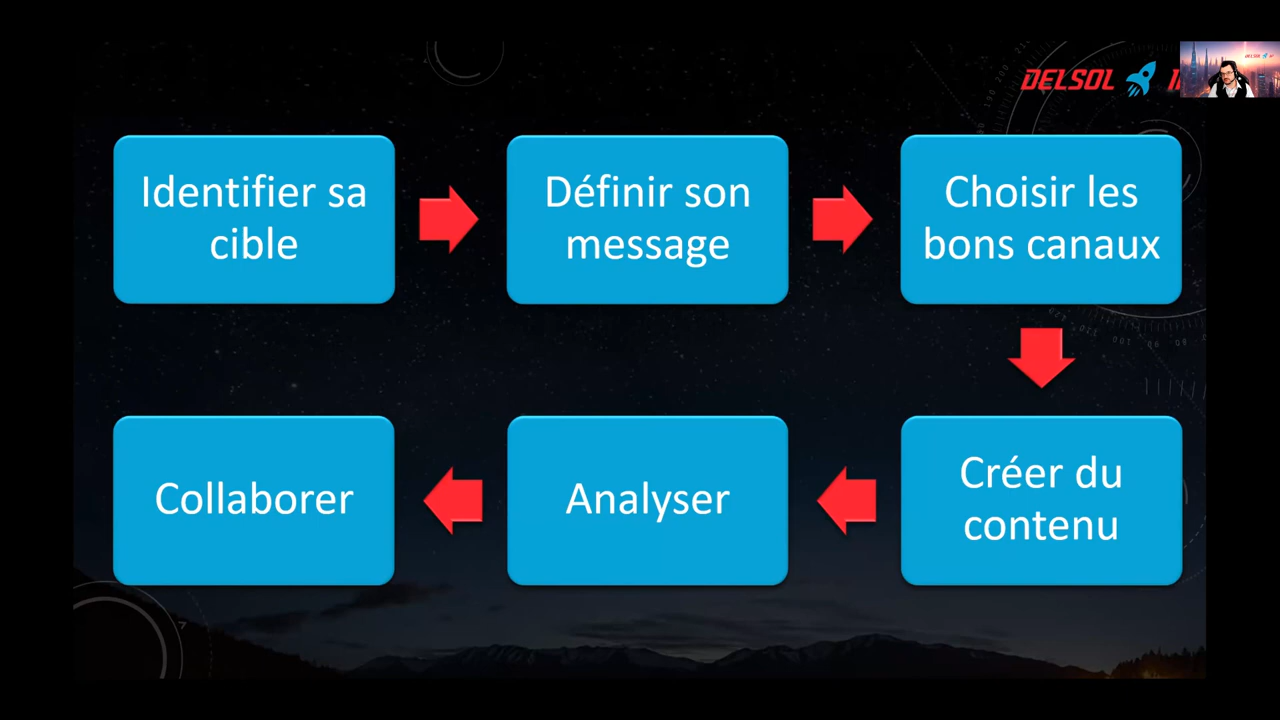 DELSOL
Identifier sa
cible
Définir son
message
Choisir les
bons canaux
Créer du
contenu
Analyser
Collaborer